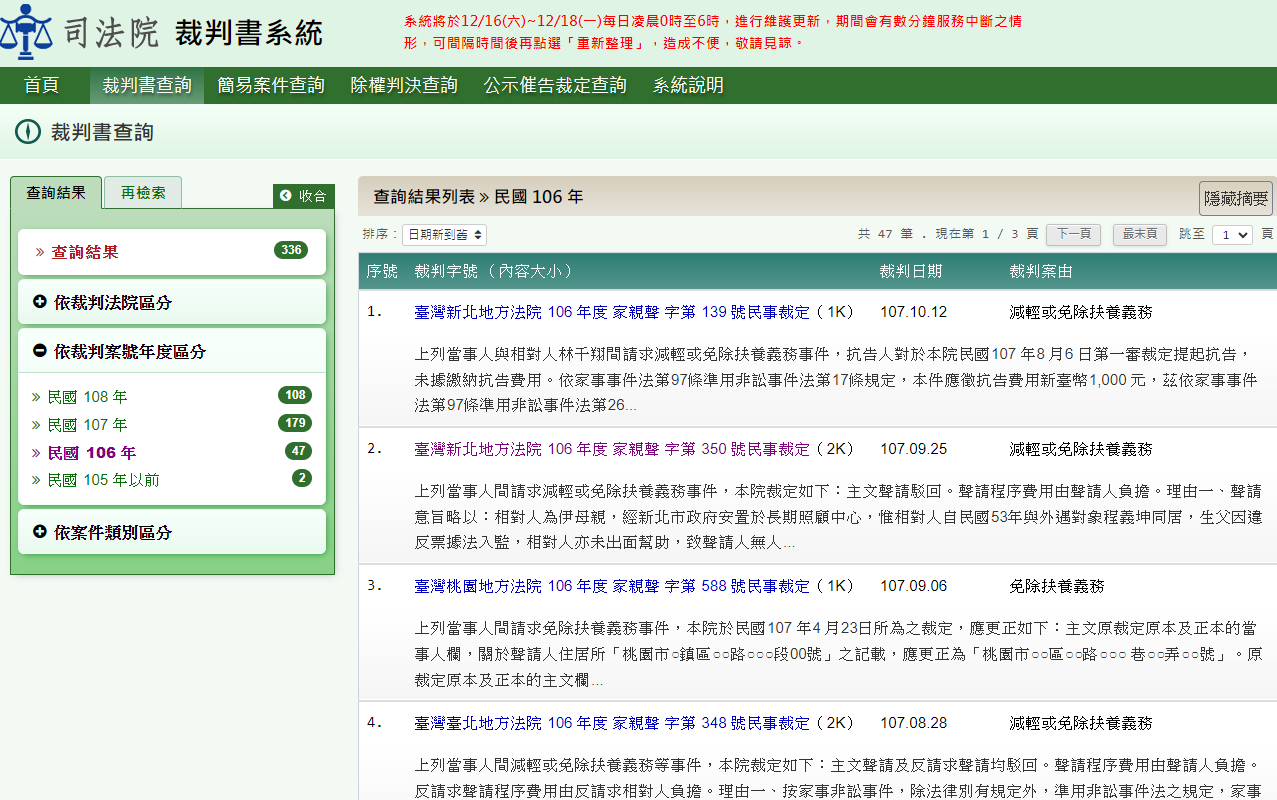 司法院 裁判書系統
系統將於12/16(六)~12/18(一)每日凌晨0時至6時，進行維護更新，期間會有數分鐘服務中斷之情
形，可間隔時間後再點選「重新整理」，造成不便，敬請見諒。
首頁 裁判書查詢 簡易案件查詢 除權判決查詢 公示催告裁定查詢 系統說明
裁判書查詢
查詢結果 再檢索 收合
» 查詢結果 336
依裁判法院區分
依裁判案號年度區分
» 民國 108 年 108
» 民國 107 年 179
» 民國 106 年 47
» 民國 105 年以前 2
依案件類別區分
查詢結果列表 » 民國 106 年 隱藏摘要
排序： 日期新到舊 共 47 筆 . 現在第 1 / 3 頁 下一頁 最末頁 跳至 1 頁
序號 裁判字號 （內容大小） 裁判日期 裁判案由
1. 臺灣新北地方法院 106 年度 家親聲 字第 139 號民事裁定（1K） 107.10.12 減輕或免除扶養義務
上列當事人與相對人林千翔間請求減輕或免除扶養義務事件，抗告人對於本院民國107 年8 月6 日第一審裁定提起抗告，
未據繳納抗告費用。依家事事件法第97條準用非訟事件法第17條規定，本件應徵抗告費用新臺幣1,000 元，茲依家事事件
法第97條準用非訟事件法第26...
2. 臺灣新北地方法院 106 年度 家親聲 字第 350 號民事裁定（2K） 107.09.25 減輕或免除扶養義務
上列當事人間請求減輕或免除扶養義務事件，本院裁定如下：主文聲請駁回。聲請程序費用由聲請人負擔。理由一、聲請
意旨略以：相對人為伊母親，經新北市政府安置於長期照顧中心，惟相對人自民國53年與外遇對象程義坤同居，生父因違
反票據法入監，相對人亦未出面幫助，致聲請人無人...
3. 臺灣桃園地方法院 106 年度 家親聲 字第 588 號民事裁定（1K） 107.09.06 免除扶養義務
上列當事人間請求免除扶養義務事件，本院於民國107 年4 月23日所為之裁定，應更正如下：主文原裁定原本及正本的當
事人欄，關於聲請人住居所「桃園市○鎮區○○路○○○段00號」之記載，應更正為「桃園市○○區○○路○○○ 巷○○弄○○號」。原
裁定原本及正本的主文欄...
4. 臺灣臺北地方法院 106 年度 家親聲 字第 348 號民事裁定（2K） 107.08.28 減輕或免除扶養義務
上列當事人間減輕或免除扶養義務等事件，本院裁定如下：主文聲請及反請求聲請均駁回。聲請程序費用由聲請人負擔。
反請求聲請程序費用由反請求相對人負擔。理由一、按家事非訟事件，除法律別有規定外，準用非訟事件法之規定，家事